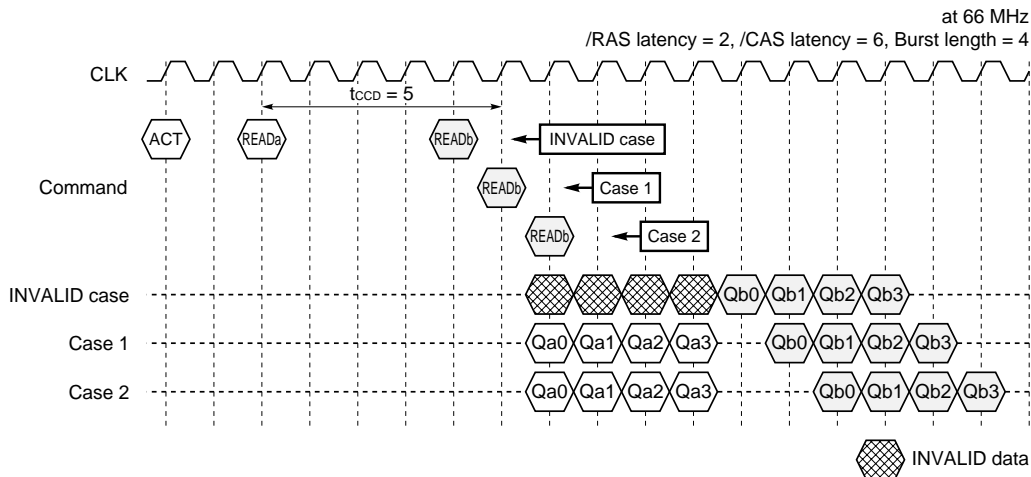 at 66 MHz
/RAS latency = 2, /CAS latency = 6, Burst length = 4
CLK
tCCD = 5
ACT READa READb INVALID case
Command READb Case 1
READb Case 2
INVALID case Qb0 Qb1 Qb2 Qb3
Case 1 Qa0 Qa1 Qa2 Qa3 Qb0 Qb1 Qb2 Qb3
Case 2 Qa0 Qa1 Qa2 Qa3 Qb0 Qb1 Qb2 Qb3
INVALID data